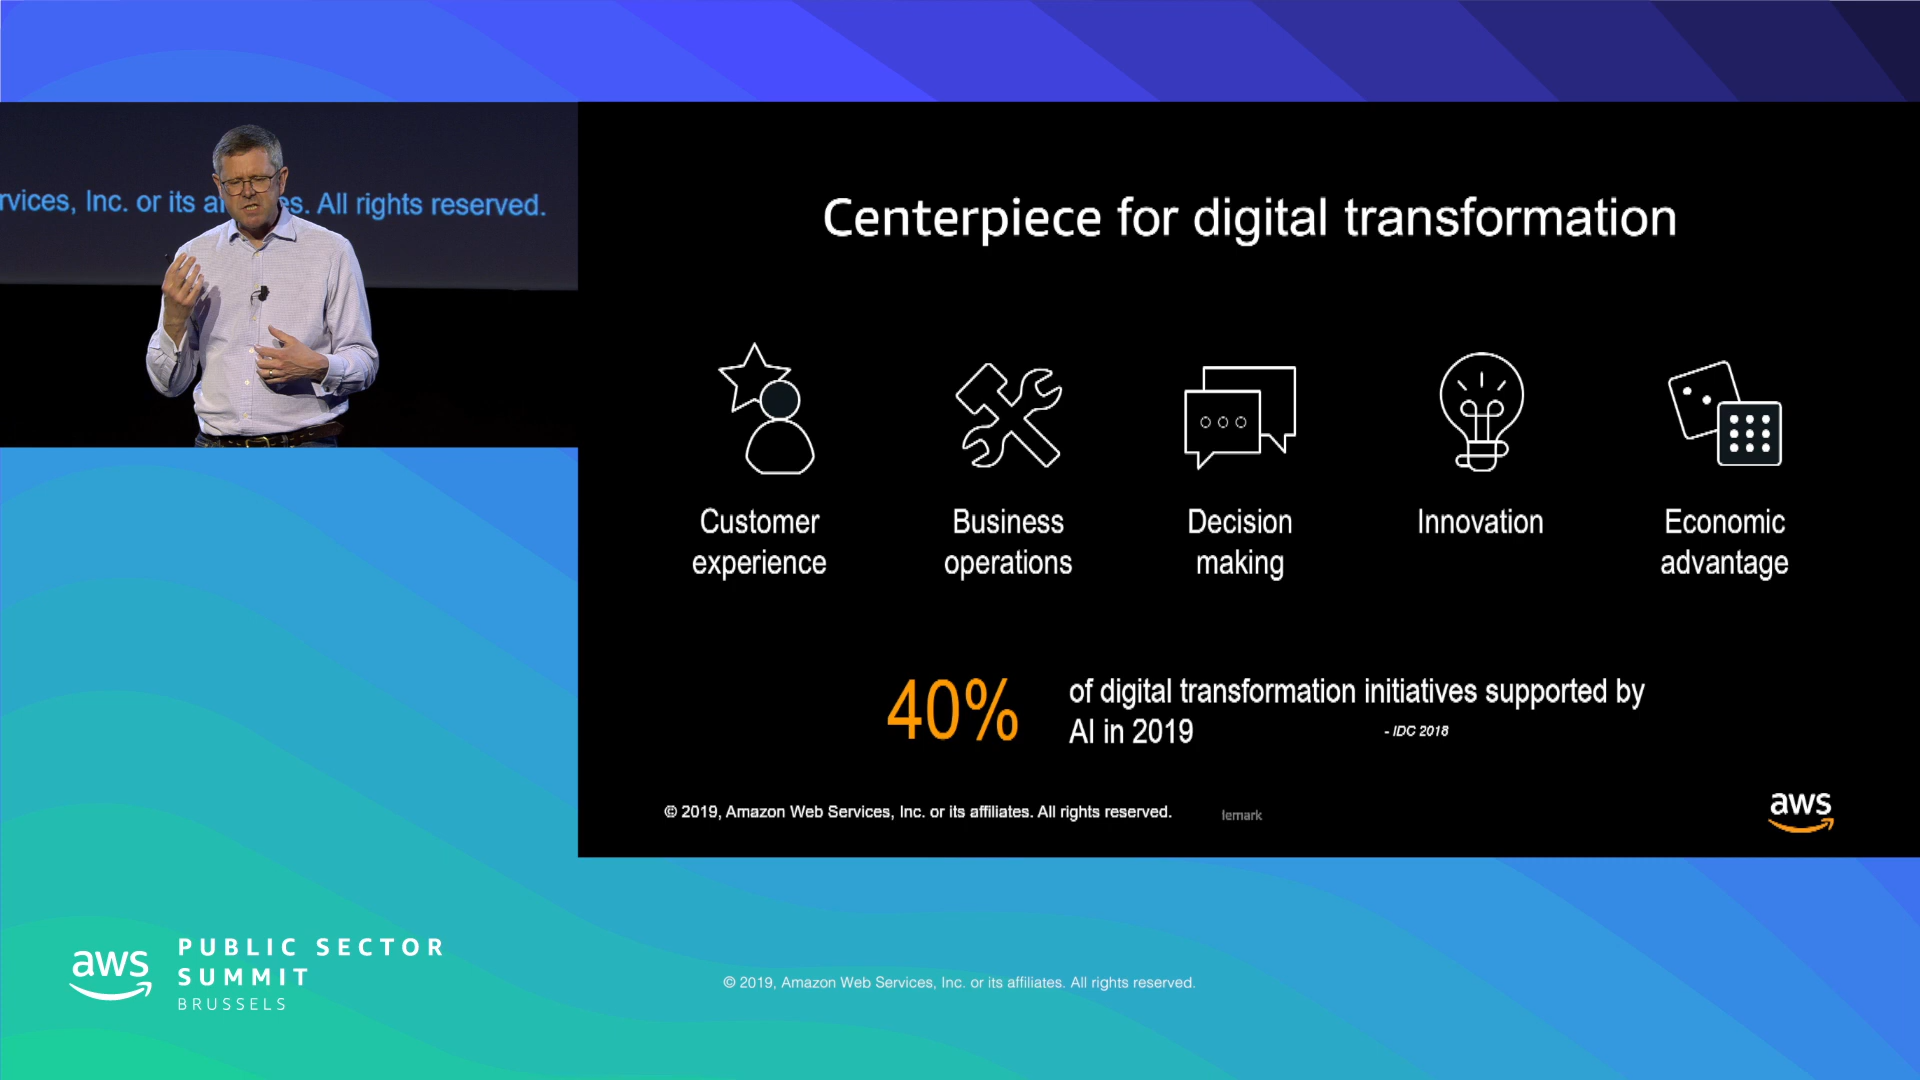 rvices, Inc. or its a es. All rights reserved.
Centerpiece for digital transformation
Customer
experience
Business
operations
Decision
making
Innovation
Economic
advantage
40%
of digital transformation initiatives supported by
AI in 2019
- IDC 2018
© 2019, Amazon Web Services, Inc. or its affiliates. All rights reserved.
lemark
aws
aws
PUBLIC SECTOR
SUMMIT
BRUSSELS
© 2019, Amazon Web Services, Inc. or its affiliates. All rights reserved.